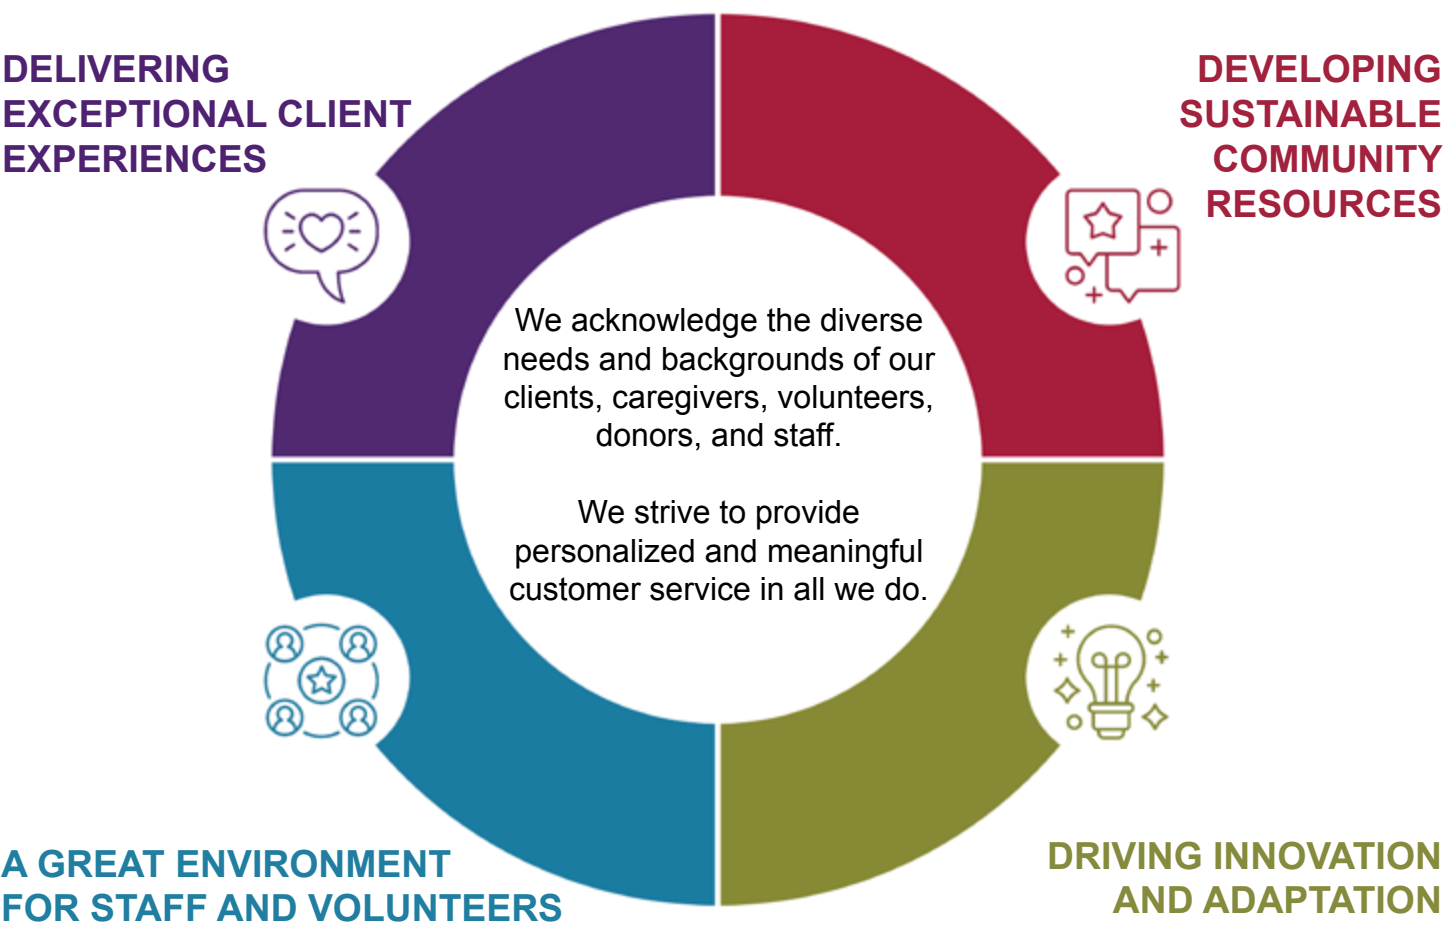 DELIVERING
EXCEPTIONAL CLIENT
EXPERIENCES
DEVELOPING
SUSTAINABLE
COMMUNITY
RESOURCES
We acknowledge the diverse
needs and backgrounds of our
clients, caregivers, volunteers,
donors, and staff.
We strive to provide
personalized and meaningful
customer service in all we do.
A GREAT ENVIRONMENT
FOR STAFF AND VOLUNTEERS
DRIVING INNOVATION
AND ADAPTATION